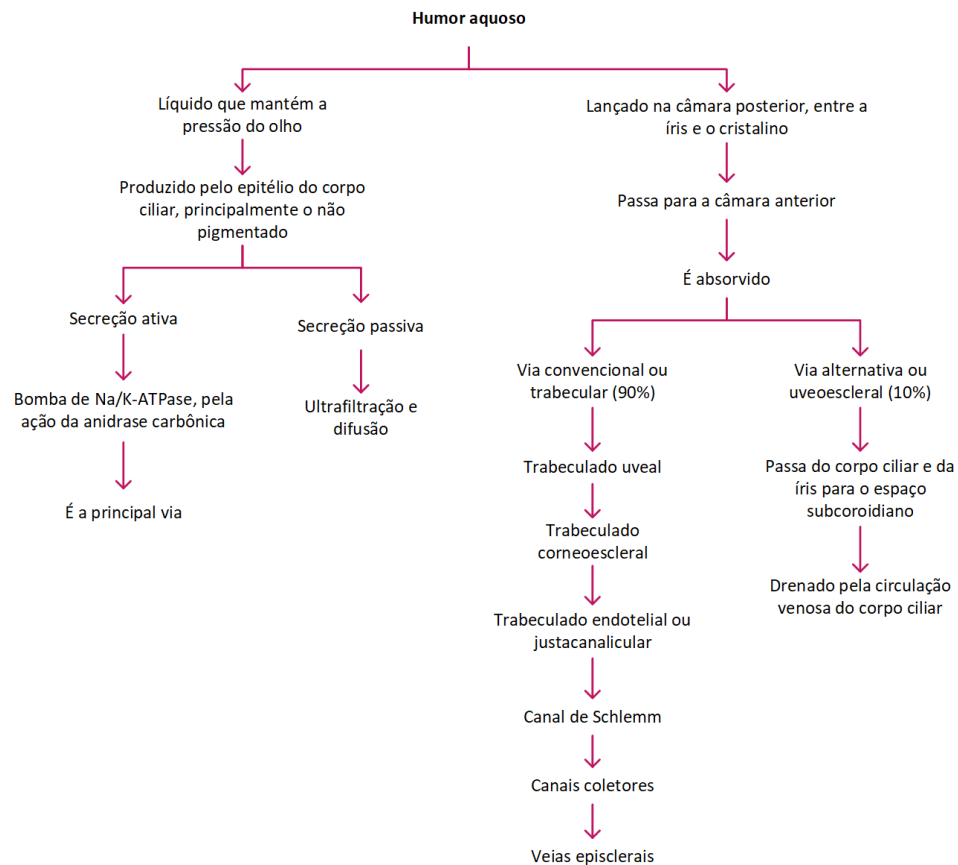 Humor aquoso
Líquido que mantém a
pressão do olho
Produzido pelo epitélio do corpo
ciliar, principalmente o não
pigmentado
Secreção ativa
Bomba de Na/K-ATPase, pela
ação da anidrase carbônica
É a principal via
Secreção passiva
Ultrafiltração e
difusão
Lançado na câmara posterior, entre a
íris e o cristalino
Passa para a câmara anterior
É absorvido
Via convencional ou
trabecular (90%)
Trabeculado uveal
Trabeculado
corneoescleral
Trabeculado endotelial ou
justacanalicular
Canal de Schlemm
Canais coletores
Veias episclerais
Via alternativa ou
uveoescleral (10%)
Passa do corpo ciliar e da
íris para o espaço
subcoroidiano
Drenado pela circulação
venosa do corpo ciliar